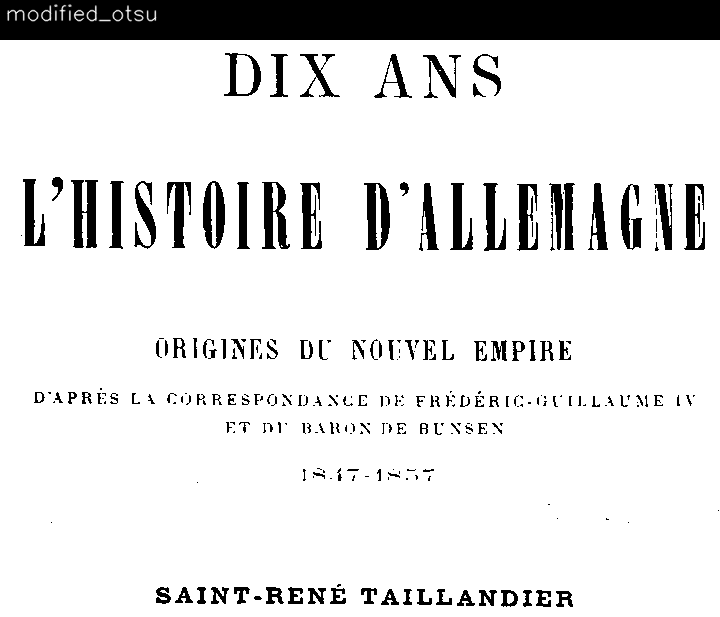 modified_otsu
DIX ANS
L'HISTOIRE D'ALLEMAGNE
ORIGINES DU NOUVEL EMPIRE
D'APRÈS LA CORRESPONDANCE DE FRÉDÉRIC-GUILLAUME IV
ET DU BARON DE BUNSEN
1847-1857
SAINT-RENÉ TAILLANDIER